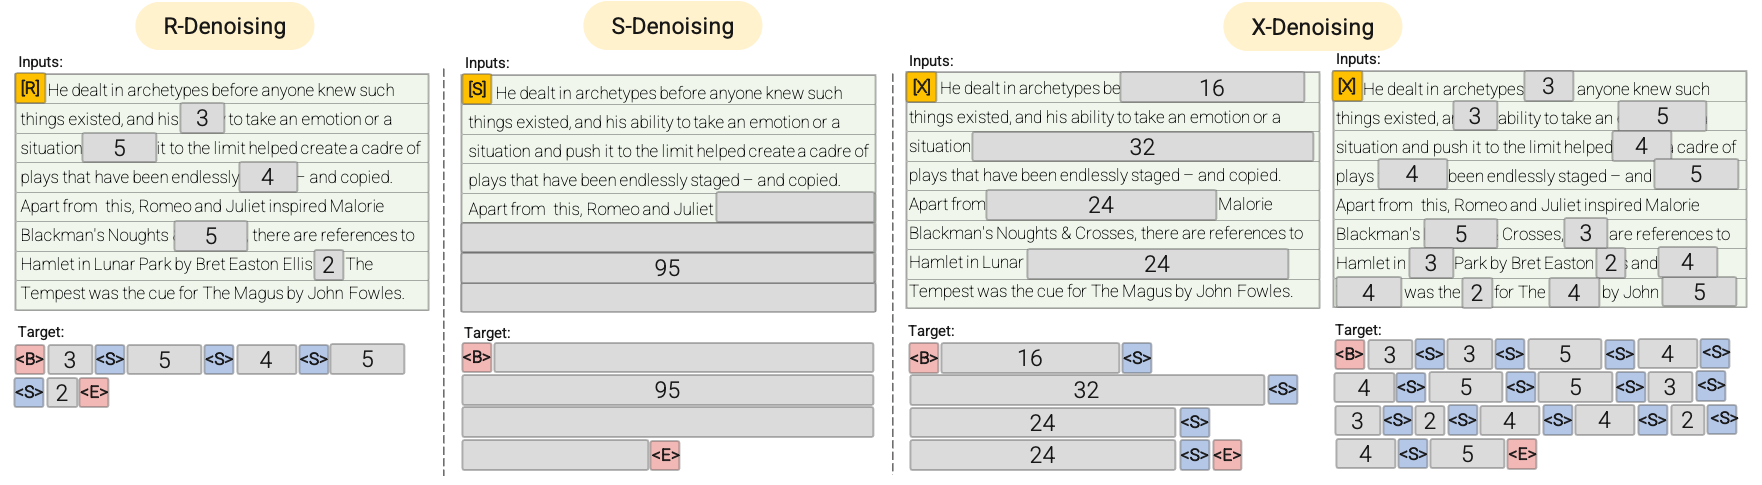 R-Denoising
Inputs:
[R] He dealt in archetypes before anyone knew such
things existed, and his 3 to take an emotion or a
situation 5 it to the limit helped create a cadre of
plays that have been endlessly 4 – and copied.
Apart from this, Romeo and Juliet inspired Malorie
Blackman's Noughts 5 there are references to
Hamlet in Lunar Park by Bret Easton Ellis 2 The
Tempest was the cue for The Magus by John Fowles.
Target:
<B> 3 <S> 5 <S> 4 <S> 5
<S> 2 <E>
S-Denoising
Inputs:
[S] He dealt in archetypes before anyone knew such
things existed, and his ability to take an emotion or a
situation and push it to the limit helped create a cadre of
plays that have been endlessly staged – and copied.
Apart from this, Romeo and Juliet
95
Target:
<B>
95
<E>
X-Denoising
Inputs:
[X] He dealt in archetypes be 16
things existed, and his ability to take an emotion or a
situation 32
plays that have been endlessly staged – and copied.
Apart from 24 Malorie
Blackman's Noughts & Crosses, there are references to
Hamlet in Lunar 24
Tempest was the cue for The Magus by John Fowles.
Target:
<B> 16 <S>
32 <S>
24 <S>
24 <S> <E>
Inputs:
[X] He dealt in archetypes 3 anyone knew such
things existed, a 3 ability to take an 5
situation and push it to the limit helped 4 cadre of
plays 4 been endlessly staged – and 5
Apart from this, Romeo and Juliet inspired Malorie
Blackman's 5 Crosses, 3 are references to
Hamlet in 3 Park by Bret Easton 2 s and 4
4 was the 2 for The 4 by John 5
Target:
<B> 3 <S> 3 <S> 5 <S> 4 <S>
4 <S> 5 <S> 5 <S> 3 <S>
3 <S> 2 <S> 4 <S> 4 <S> 2 <S>
4 <S> 5 <E>